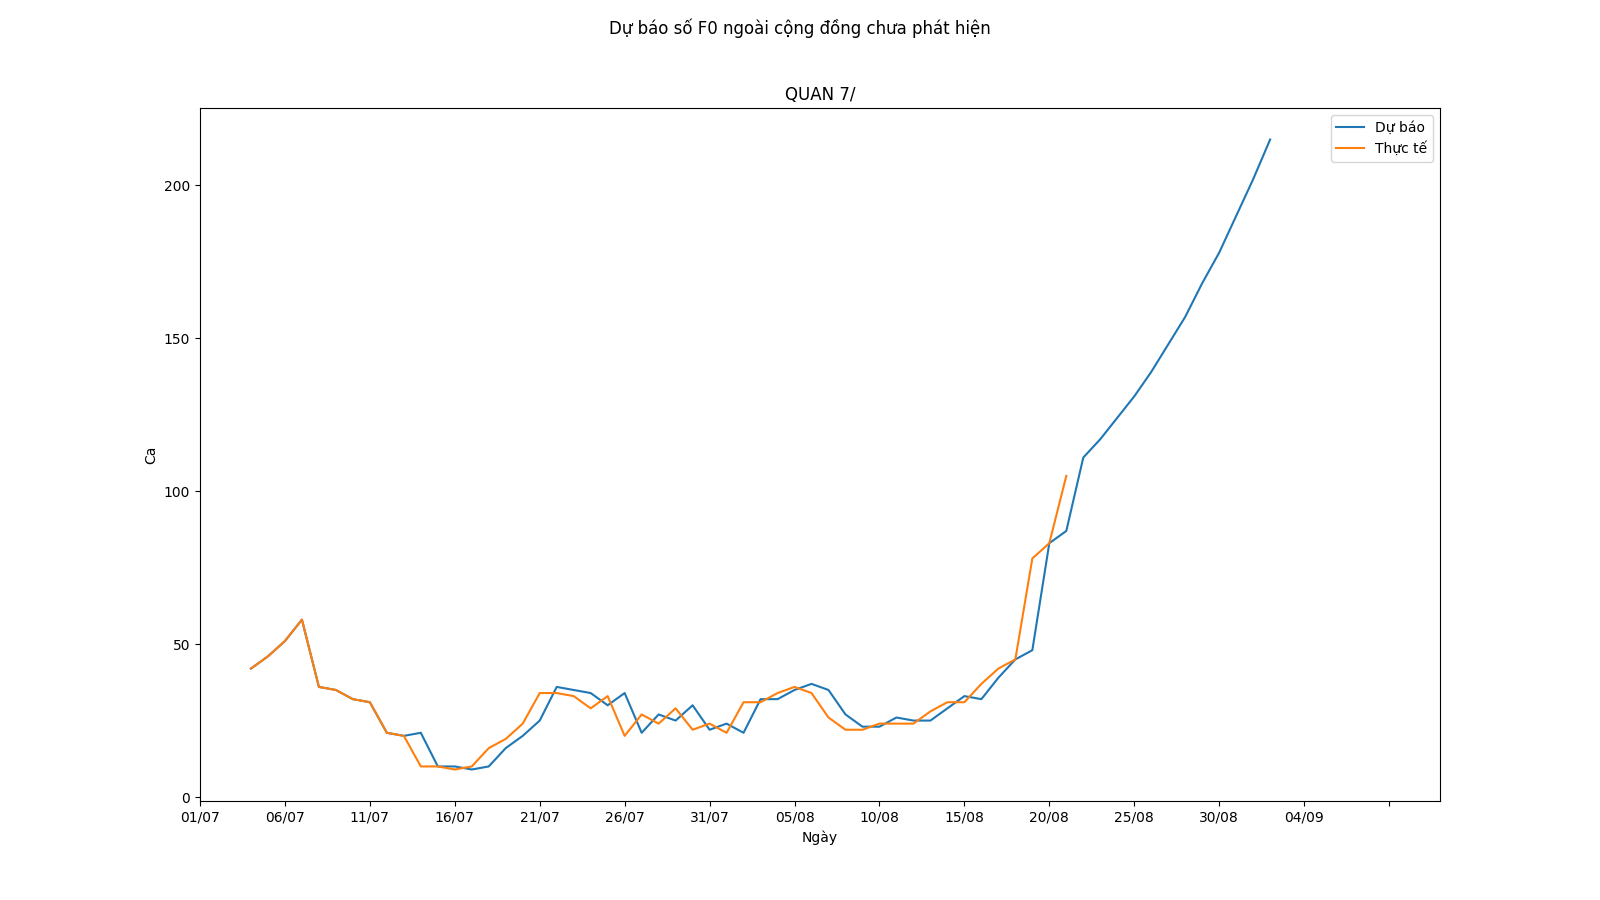 Dự báo số F0 ngoài cộng đồng chưa phát hiện
QUAN 7/
Dự báo
Thực tế
200
150
100
50
0
Ca
01/07 06/07 11/07 16/07 21/07 26/07 31/07 05/08 10/08 15/08 20/08 25/08 30/08 04/09
Ngày